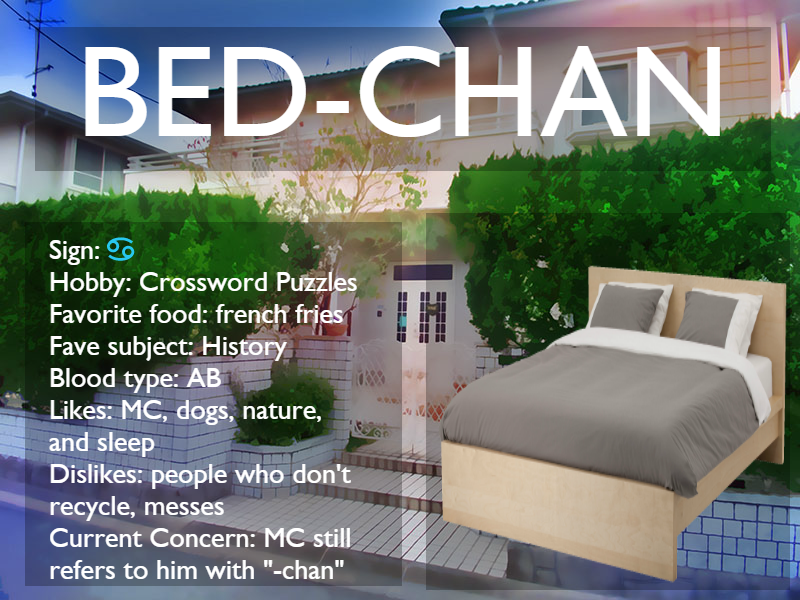 BED-CHAN
Sign: ♋
Hobby: Crossword Puzzles
Favorite food: french fries
Fave subject: History
Blood type: AB
Likes: MC, dogs, nature,
and sleep
Dislikes: people who don't
recycle, messes
Current Concern: MC still
refers to him with "-chan"